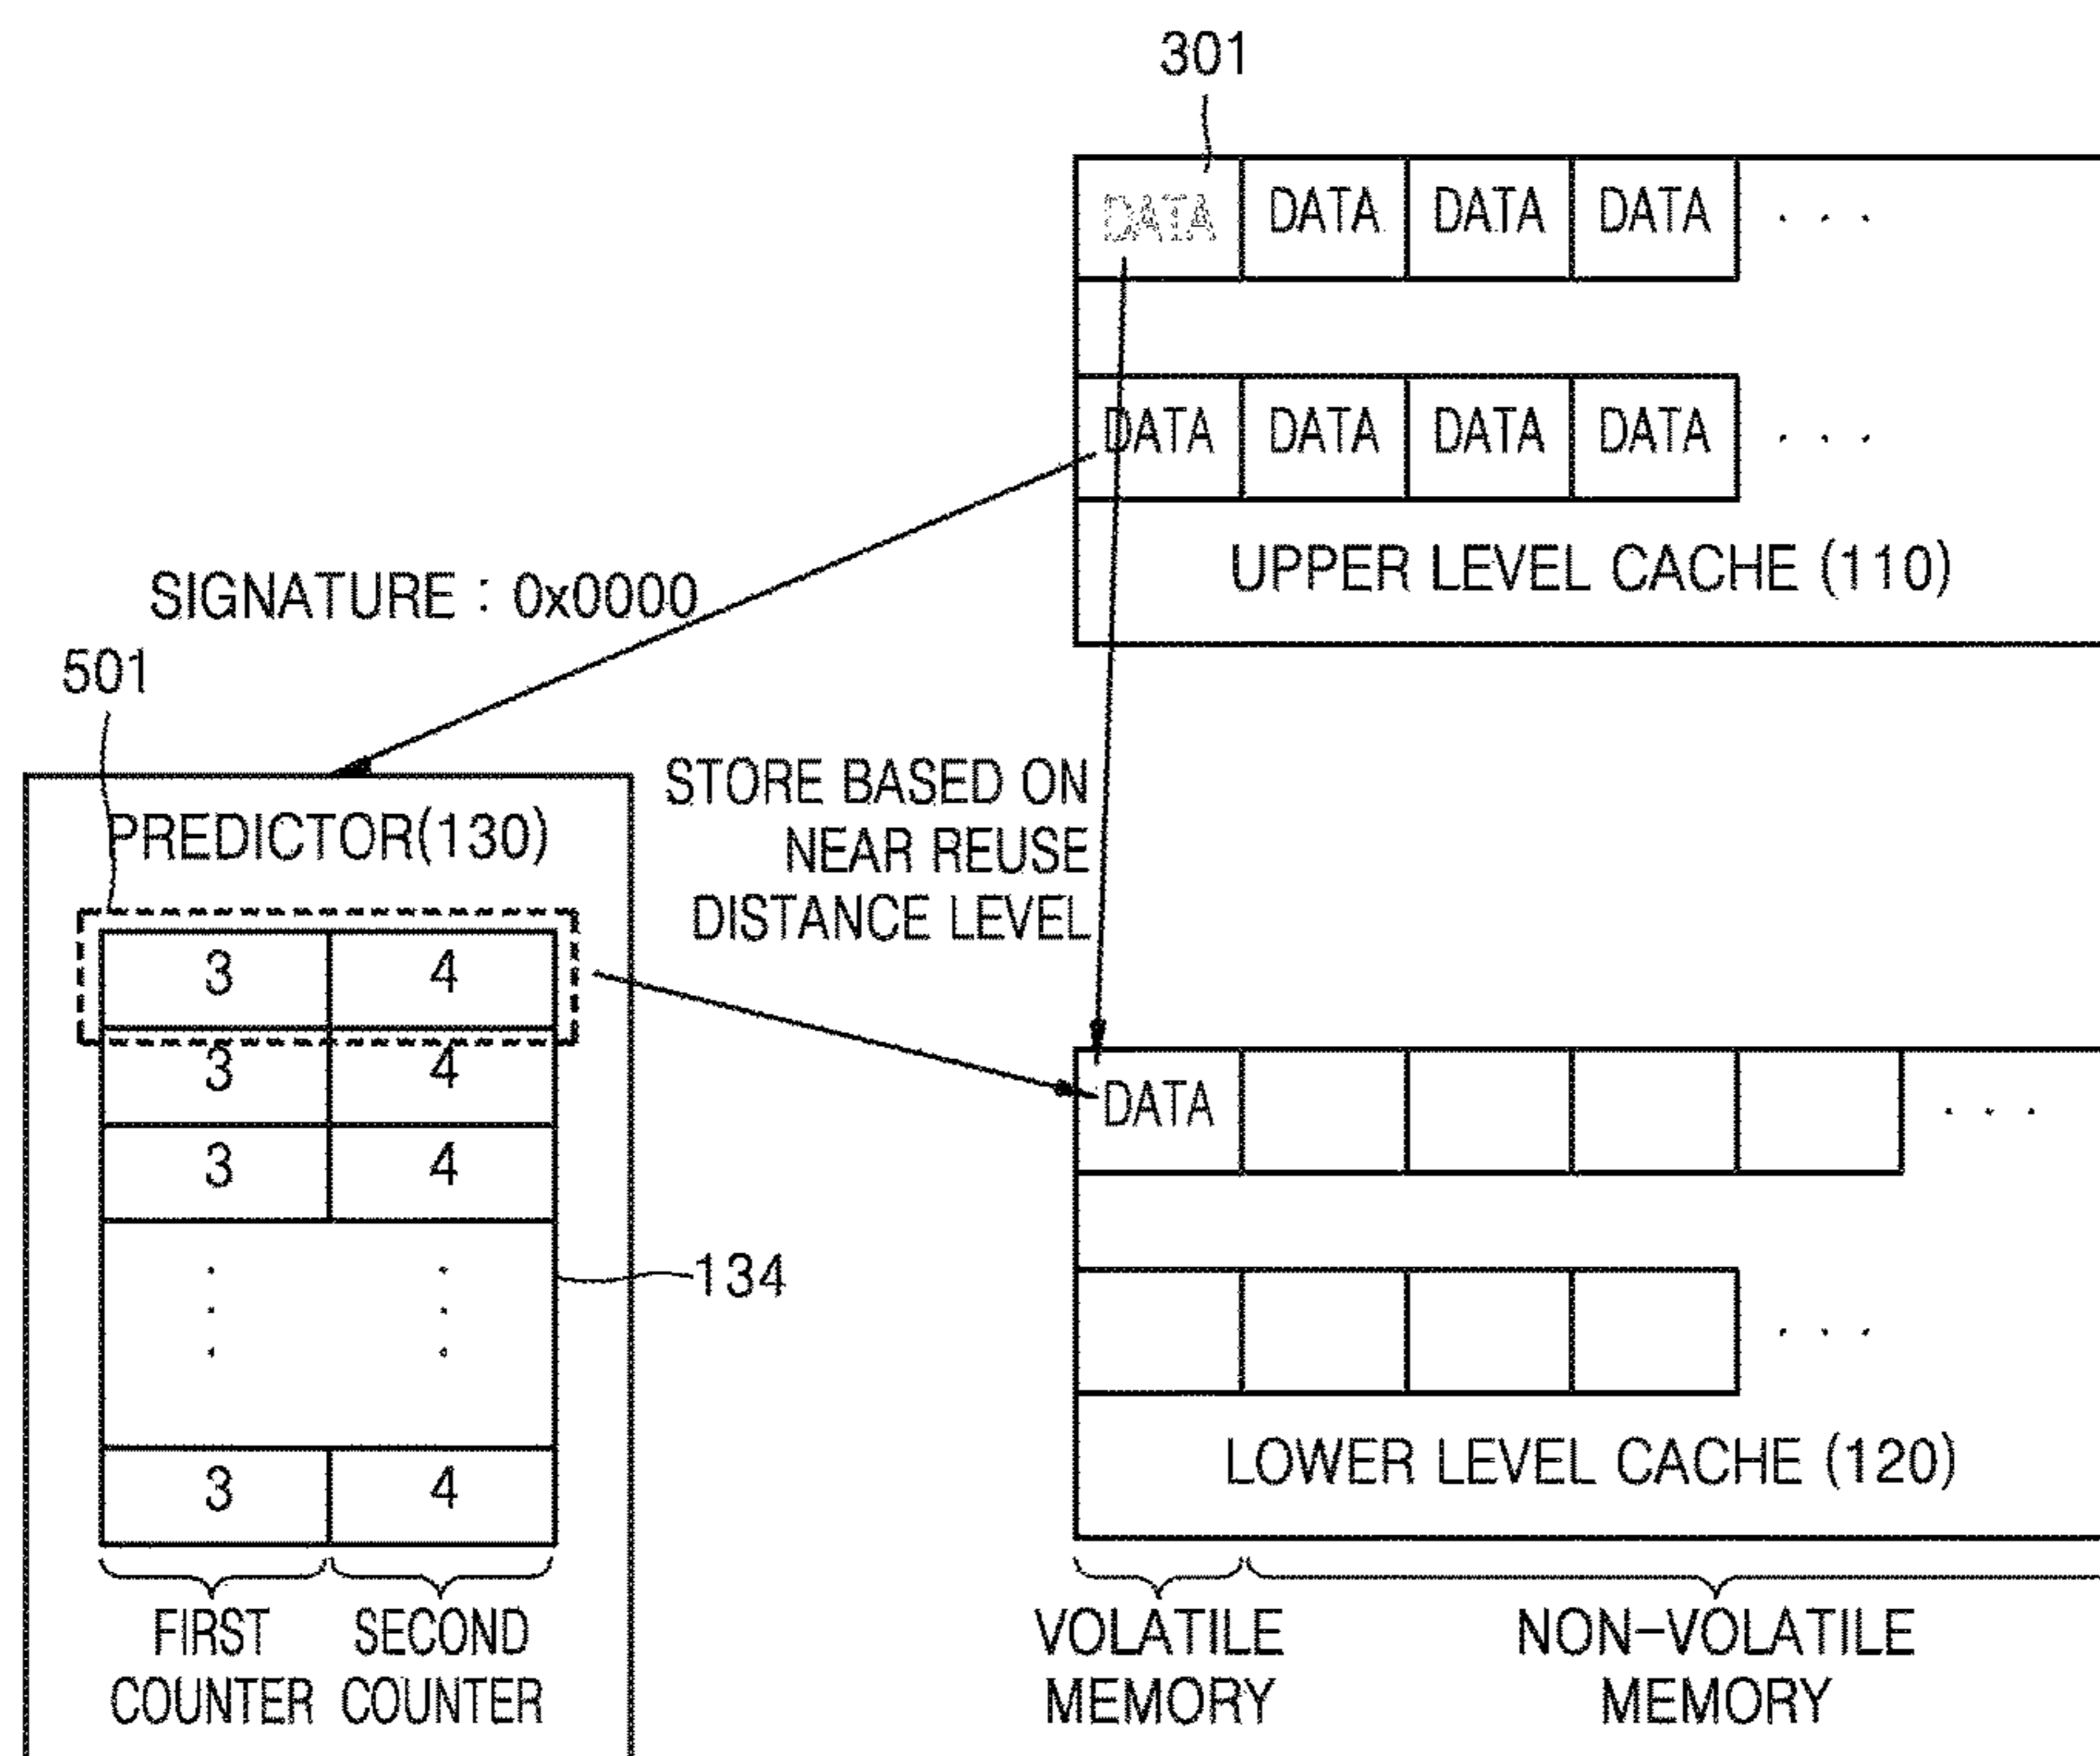 301
DATA DATA DATA DATA . . .
DATA DATA DATA DATA . . .
UPPER LEVEL CACHE (110)
SIGNATURE : 0x0000
501
STORE BASED ON
NEAR REUSE
DISTANCE LEVEL
PREDICTOR(130)
3 4
3 4
3 4
134
3 4
FIRST COUNTER
SECOND COUNTER
DATA . . .
. . .
LOWER LEVEL CACHE (120)
VOLATILE
MEMORY
NON-VOLATILE
MEMORY